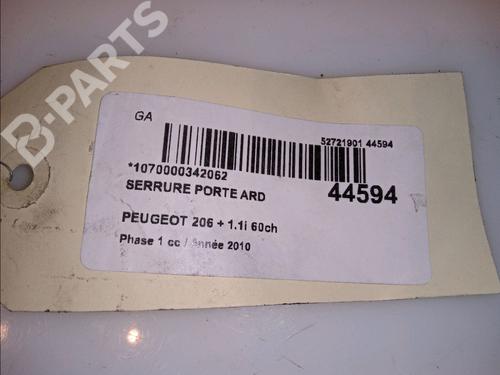 B-PARTS
GA
52721901 44594
*1070000342062
44594
SERRURE PORTE ARD
PEUGEOT 206 + 1.1i 60ch
Phase 1 cc / Année 2010